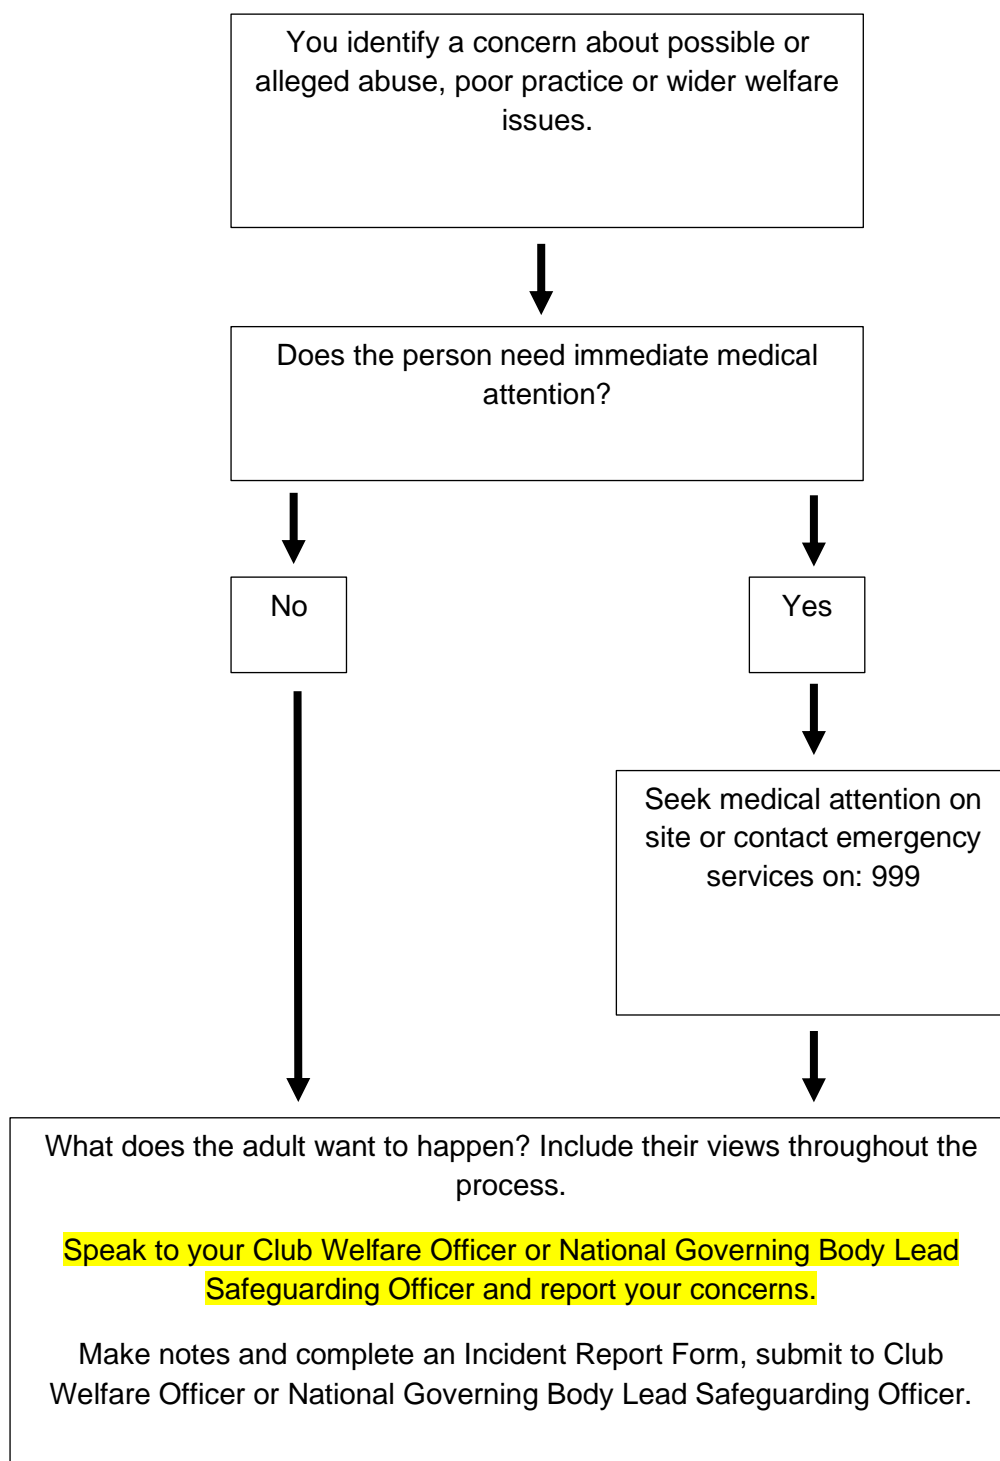 You identify a concern about possible or
alleged abuse, poor practice or wider welfare
issues.
Does the person need immediate medical
attention?
No
Yes
Seek medical attention on
site or contact emergency
services on: 999
What does the adult want to happen? Include their views throughout the
process.
Speak to your Club Welfare Officer or National Governing Body Lead
Safeguarding Officer and report your concerns.
Make notes and complete an Incident Report Form, submit to Club
Welfare Officer or National Governing Body Lead Safeguarding Officer.